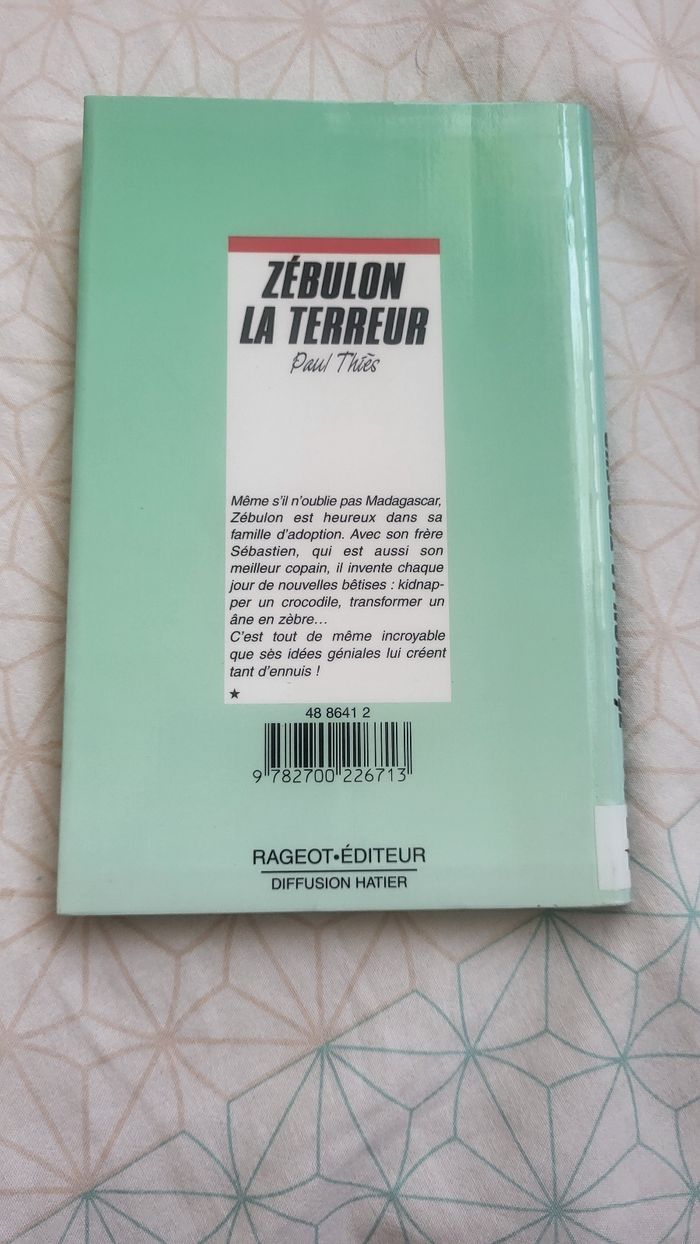 ZÉBULON
LA TERREUR
Paul Thiès
Même s'il n'oublie pas Madagascar,
Zébulon est heureux dans sa
famille d'adoption. Avec son frère
Sébastien, qui est aussi son
meilleur copain, il invente chaque
jour de nouvelles bêtises : kidnap-
per un crocodile, transformer un
âne en zèbre...
C'est tout de même incroyable
que sès idées géniales lui créent
tant d'ennuis !
★
48 8641 2
9 782700 226713
RAGEOT•ÉDITEUR
DIFFUSION HATIER